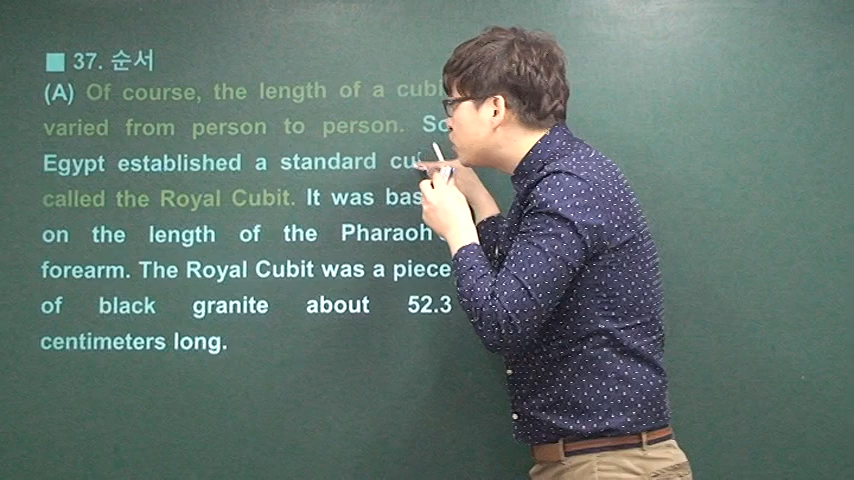 ■ 37. 순서
(A) Of course, the length of a
varied from person to person. So
Egypt established a standard
called the Royal Cubit. It was
on the length of the Pharaoh
forearm. The Royal Cubit was a piece
of black granite about 52.3
centimeters long.